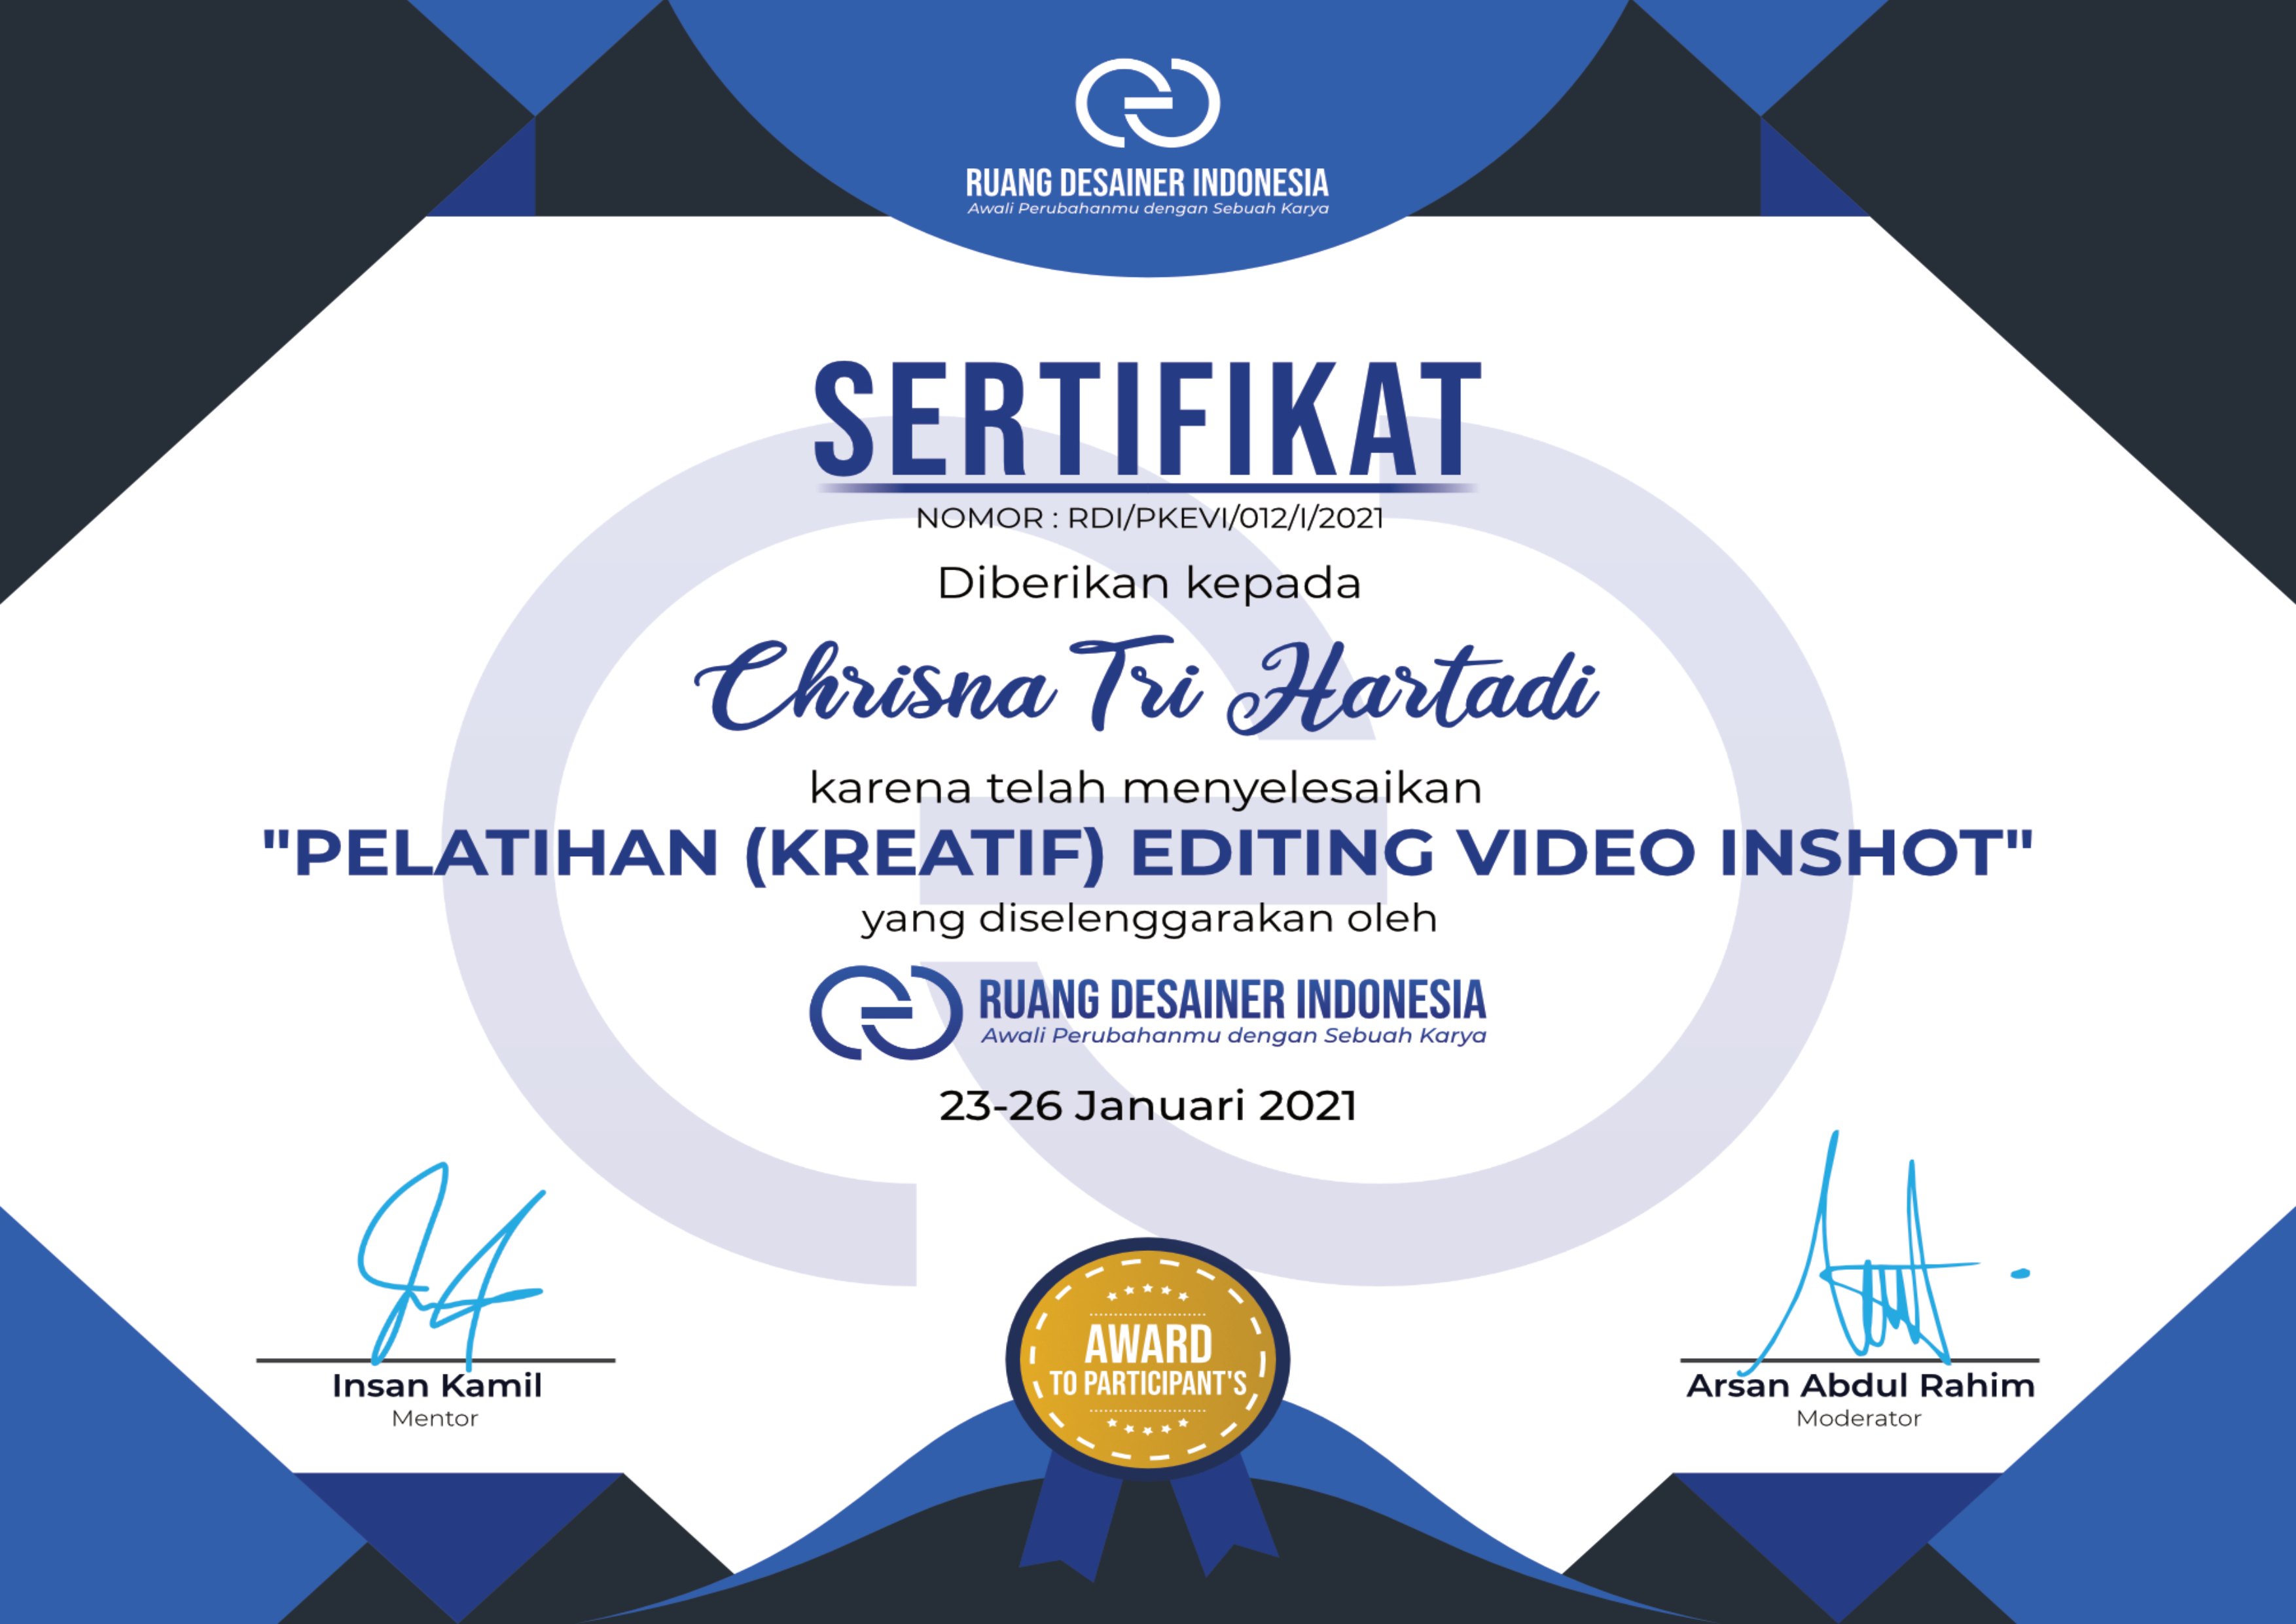 RUANG DESAINER INDONESIA
Awali Perubahanmu dengan Sebuah Karya
SERTIFIKAT
NOMOR : RDI/PKEVI/012/I/2021
Diberikan kepada
Chrisna Tri Hartadi
karena telah menyelesaikan
"PELATIHAN (KREATIF) EDITING VIDEO INSHOT"
yang diselenggarakan oleh
RUANG DESAINER INDONESIA
Awali Perubahanmu dengan Sebuah Karya
23-26 Januari 2021
Insan Kamil
Mentor
AWARD
TO PARTICIPANT'S
Arsan Abdul Rahim
Moderator